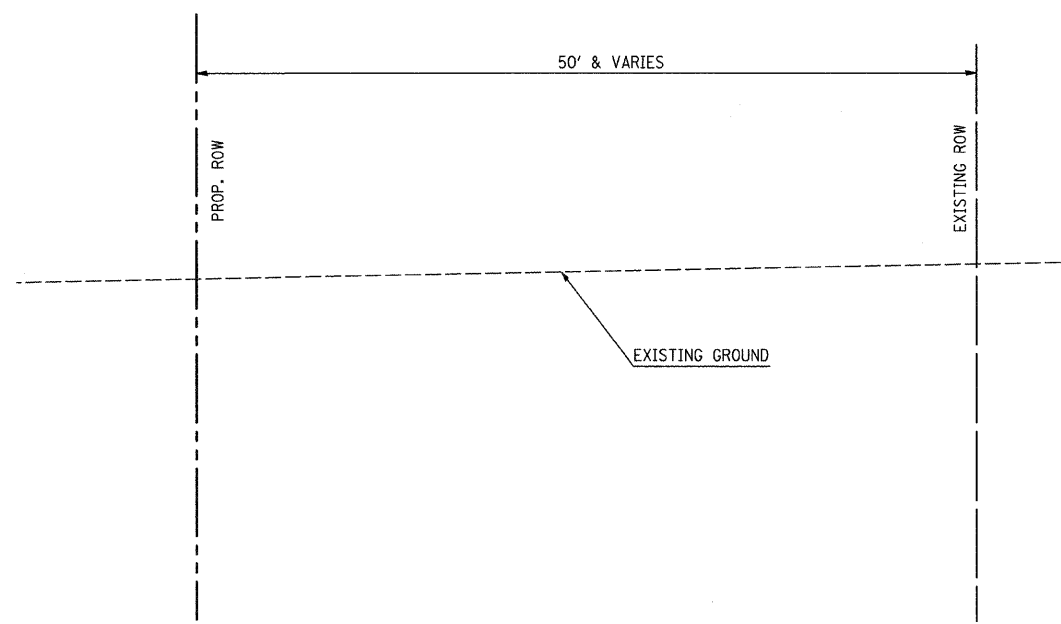 50' & VARIES
PROP. ROW
EXISTING ROW
EXISTING GROUND